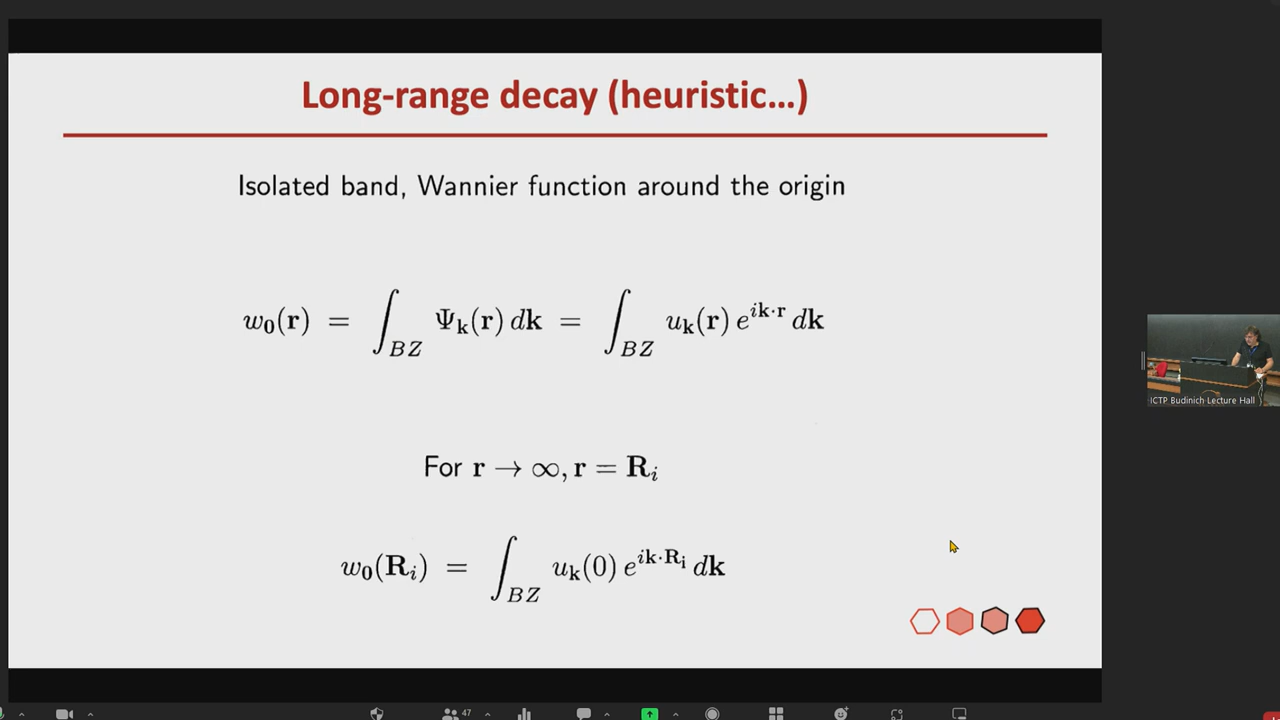 Long-range decay (heuristic...)
Isolated band, Wannier function around the origin
w₀(r) = ∫_BZ Ψ_k(r) dk = ∫_BZ u_k(r) e^{ik·r} dk
For r → ∞, r = R_i
w₀(R_i) = ∫_BZ u_k(0) e^{ik·R_i} dk
ICTP Budinich Lecture Hall
47